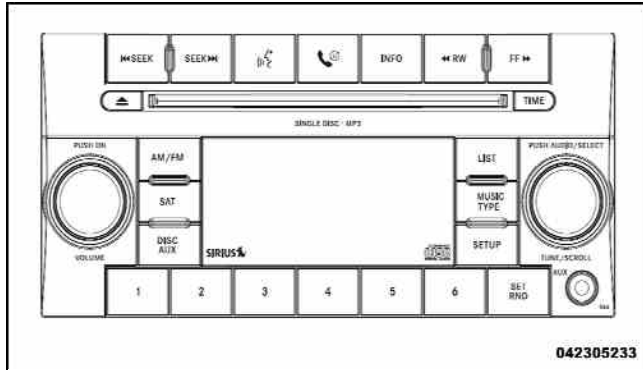 SEEK
SEEK
INFO
RW
FF
TIME
SINGLE DISC - MP3
PUSH ON
AM/FM
LIST
PUSH AUDIO/SELECT
SAT
MUSIC
TYPE
DISC
AUX
SIRIUS
SETUP
VOLUME
TUNE/SCROLL
1
2
3
4
5
6
SET
RND
AUX
042305233